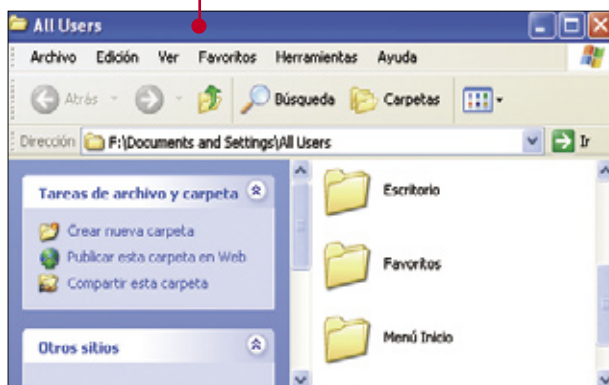 All Users
Archivo Edición Ver Favoritos Herramientas Ayuda
Atrás Búsqueda Carpetas
Dirección F:\Documents and Settings\All Users Ir
Tareas de archivo y carpeta
Crear nueva carpeta
Publicar esta carpeta en Web
Compartir esta carpeta
Otros sitios
Escritorio
Favoritos
Menú Inicio